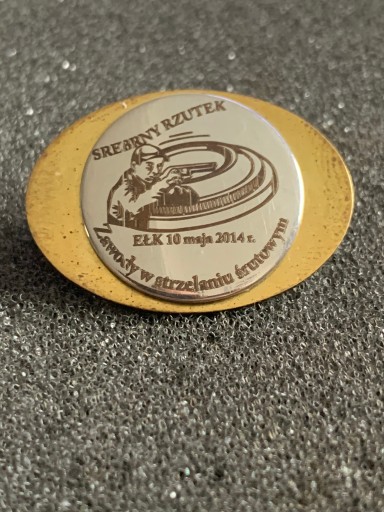 SREBRNY RZUTEK
EŁK 10 maja 2014 r.
Zawody w strzelaniu śrutowym